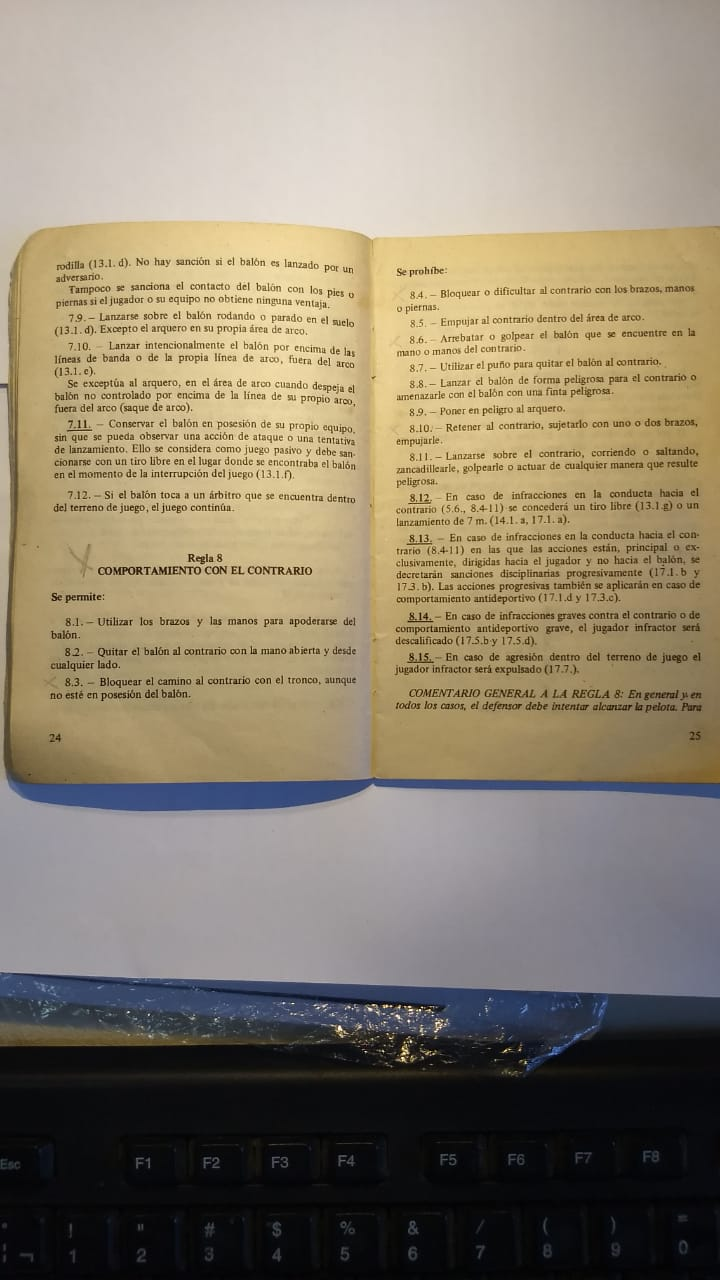 rodilla (13.1. d). No hay sanción si el balón es lanzado por un
adversario.
Tampoco se sanciona el contacto del balón con los pies o
piernas si el jugador o su equipo no obtiene ninguna ventaja.
7.9. — Lanzarse sobre el balón rodando o parado en el suelo
(13.1. d). Excepto el arquero en su propia área de arco.
7.10. — Lanzar intencionalmente el balón por encima de las
líneas de banda o de la propia línea de arco, fuera del arco
(13.1. e).
Se exceptúa al arquero, en el área de arco cuando despeja el
balón no controlado por encima de la línea de su propio arco,
fuera del arco (saque de arco).
7.11. — Conservar el balón en posesión de su propio equipo,
sin que se pueda observar una acción de ataque o una tentativa
de lanzamiento. Ello se considera como juego pasivo y debe san-
cionarse con un tiro libre en el lugar donde se encontraba el balón
en el momento de la interrupción del juego (13.1.f).
7.12. — Si el balón toca a un árbitro que se encuentra dentro
del terreno de juego, el juego continúa.
Regla 8
COMPORTAMIENTO CON EL CONTRARIO
Se permite:
8.1. — Utilizar los brazos y las manos para apoderarse del
balón.
8.2. — Quitar el balón al contrario con la mano abierta y desde
cualquier lado.
8.3. — Bloquear el camino al contrario con el tronco, aunque
no esté en posesión del balón.
24
Se prohíbe:
8.4. — Bloquear o dificultar al contrario con los brazos, manos
o piernas.
8.5. — Empujar al contrario dentro del área de arco.
8.6. — Arrebatar o golpear el balón que se encuentre en la
mano o manos del contrario.
8.7. — Utilizar el puño para quitar el balón al contrario.
8.8. — Lanzar el balón de forma peligrosa para el contrario o
amenazarle con el balón con una finta peligrosa.
8.9. — Poner en peligro al arquero.
8.10. — Retener al contrario, sujetarlo con uno o dos brazos,
empujarle.
8.11. — Lanzarse sobre el contrario, corriendo o saltando,
zancadillearle, golpearle o actuar de cualquier manera que resulte
peligrosa.
8.12. — En caso de infracciones en la conducta hacia el
contrario (5.6., 8.4-11) se concederá un tiro libre (13.1.g) o un
lanzamiento de 7 m. (14.1. a, 17.1. a).
8.13. — En caso de infracciones en la conducta hacia el con-
trario (8.4-11) en las que las acciones están, principal o ex-
clusivamente, dirigidas hacia el jugador y no hacia el balón, se
decretarán sanciones disciplinarias progresivamente (17.1. b y
17.3. b). Las acciones progresivas también se aplicarán en caso de
comportamiento antideportivo (17.1.d y 17.3.c).
8.14. — En caso de infracciones graves contra el contrario o de
comportamiento antideportivo grave, el jugador infractor será
descalificado (17.5.b y 17.5.d).
8.15. — En caso de agresión dentro del terreno de juego el
jugador infractor será expulsado (17.7.).
COMENTARIO GENERAL A LA REGLA 8: En general y en
todos los casos, el defensor debe intentar alcanzar la pelota. Para
25
Esc F1 F2 F3 F4 F5 F6 F7 F8
° ! " # $ % & / ( ) =
¦ ¬ 1 2 3 4 5 6 7 8 9 0